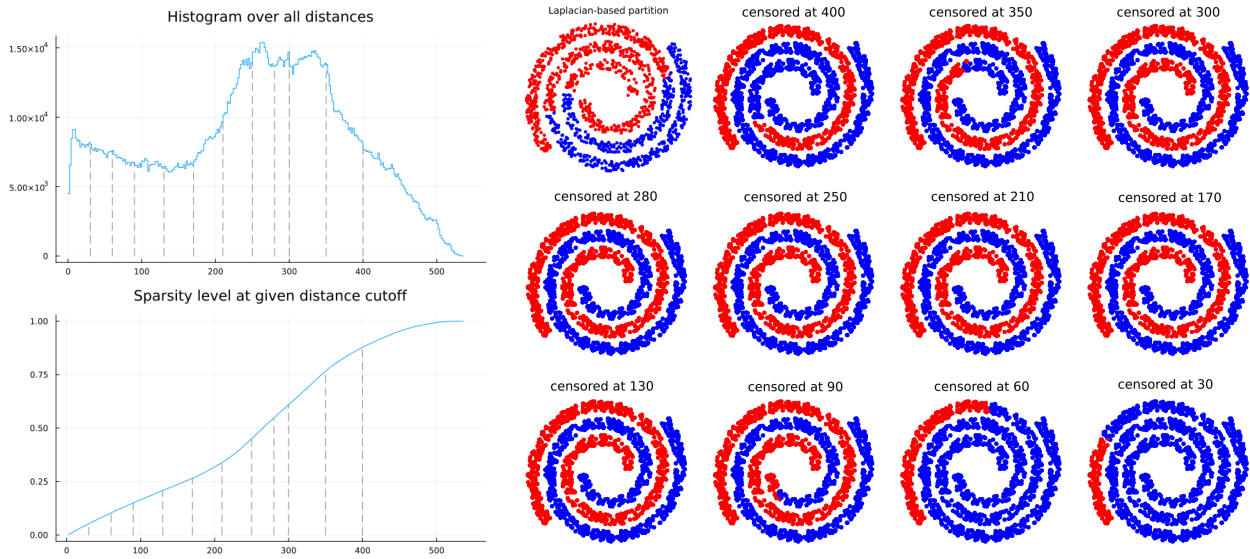 Histogram over all distances
1.50×10⁴
1.00×10⁴
5.00×10³
0
0 100 200 300 400 500
Sparsity level at given distance cutoff
1.00
0.75
0.50
0.25
0.00
0 100 200 300 400 500
Laplacian-based partition
censored at 400
censored at 350
censored at 300
censored at 280
censored at 250
censored at 210
censored at 170
censored at 130
censored at 90
censored at 60
censored at 30